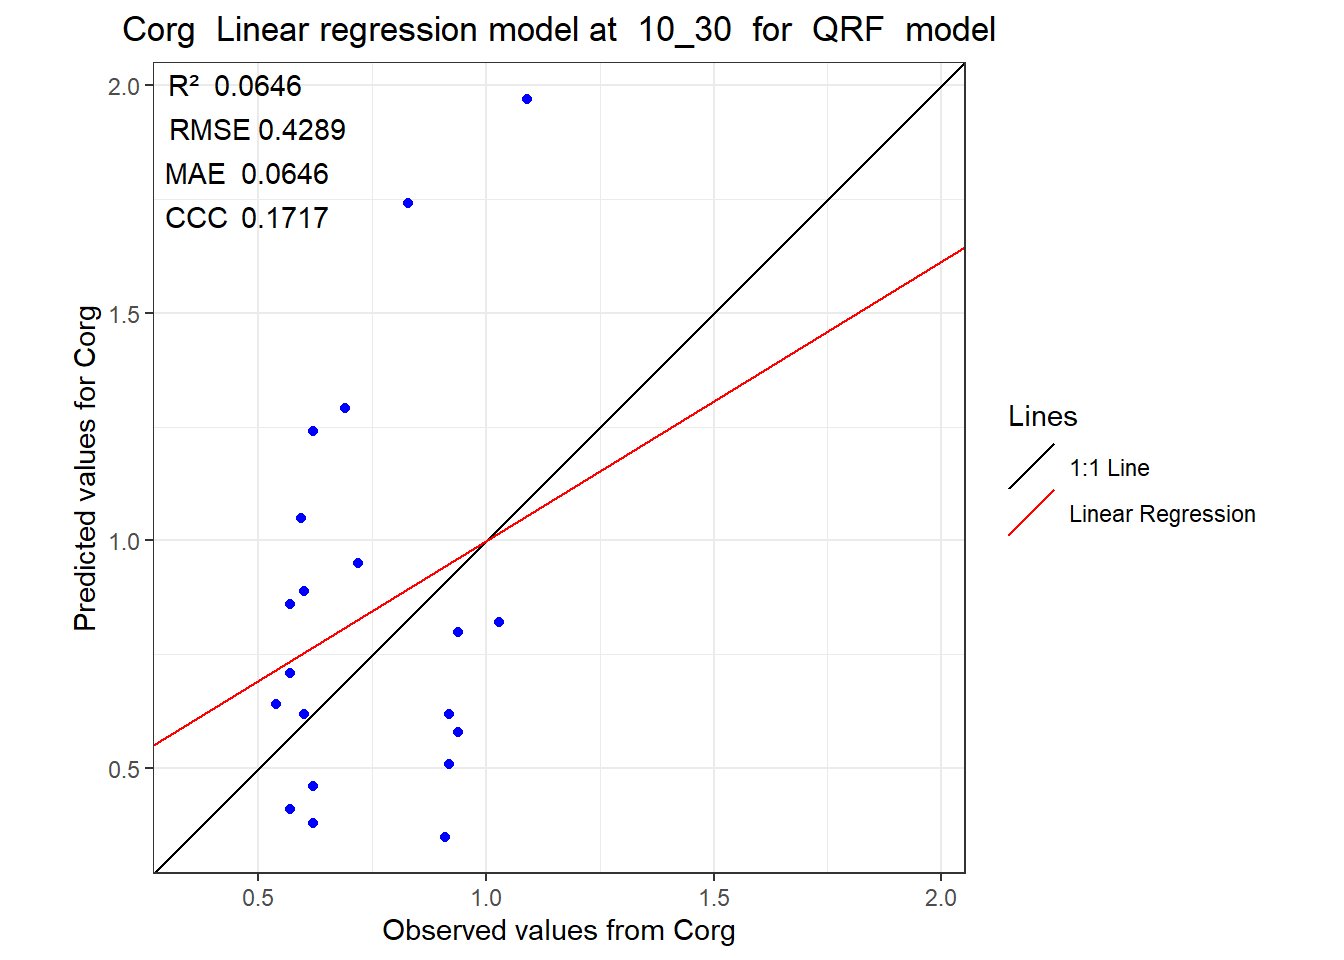 Corg  Linear regression model at  10_30  for  QRF  model
R²  0.0646
RMSE 0.4289
MAE  0.0646
CCC  0.1717
2.0
1.5
1.0
0.5
Predicted values for Corg
0.5
1.0
1.5
2.0
Observed values from Corg
Lines
1:1 Line
Linear Regression